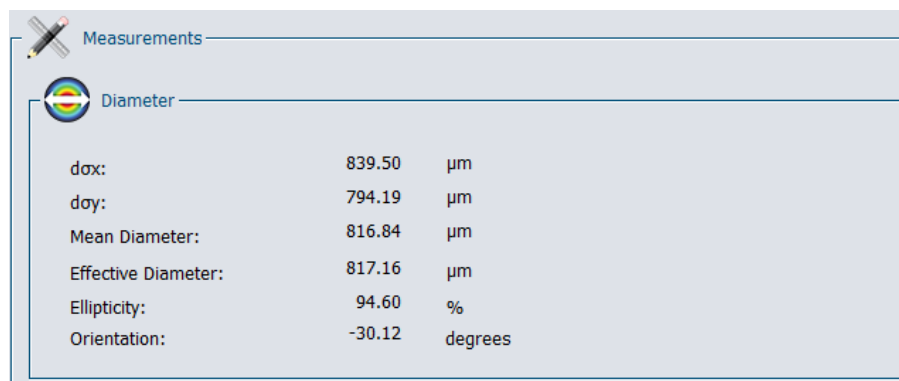 Measurements
Diameter
dσx: 839.50 μm
dσy: 794.19 μm
Mean Diameter: 816.84 μm
Effective Diameter: 817.16 μm
Ellipticity: 94.60 %
Orientation: -30.12 degrees